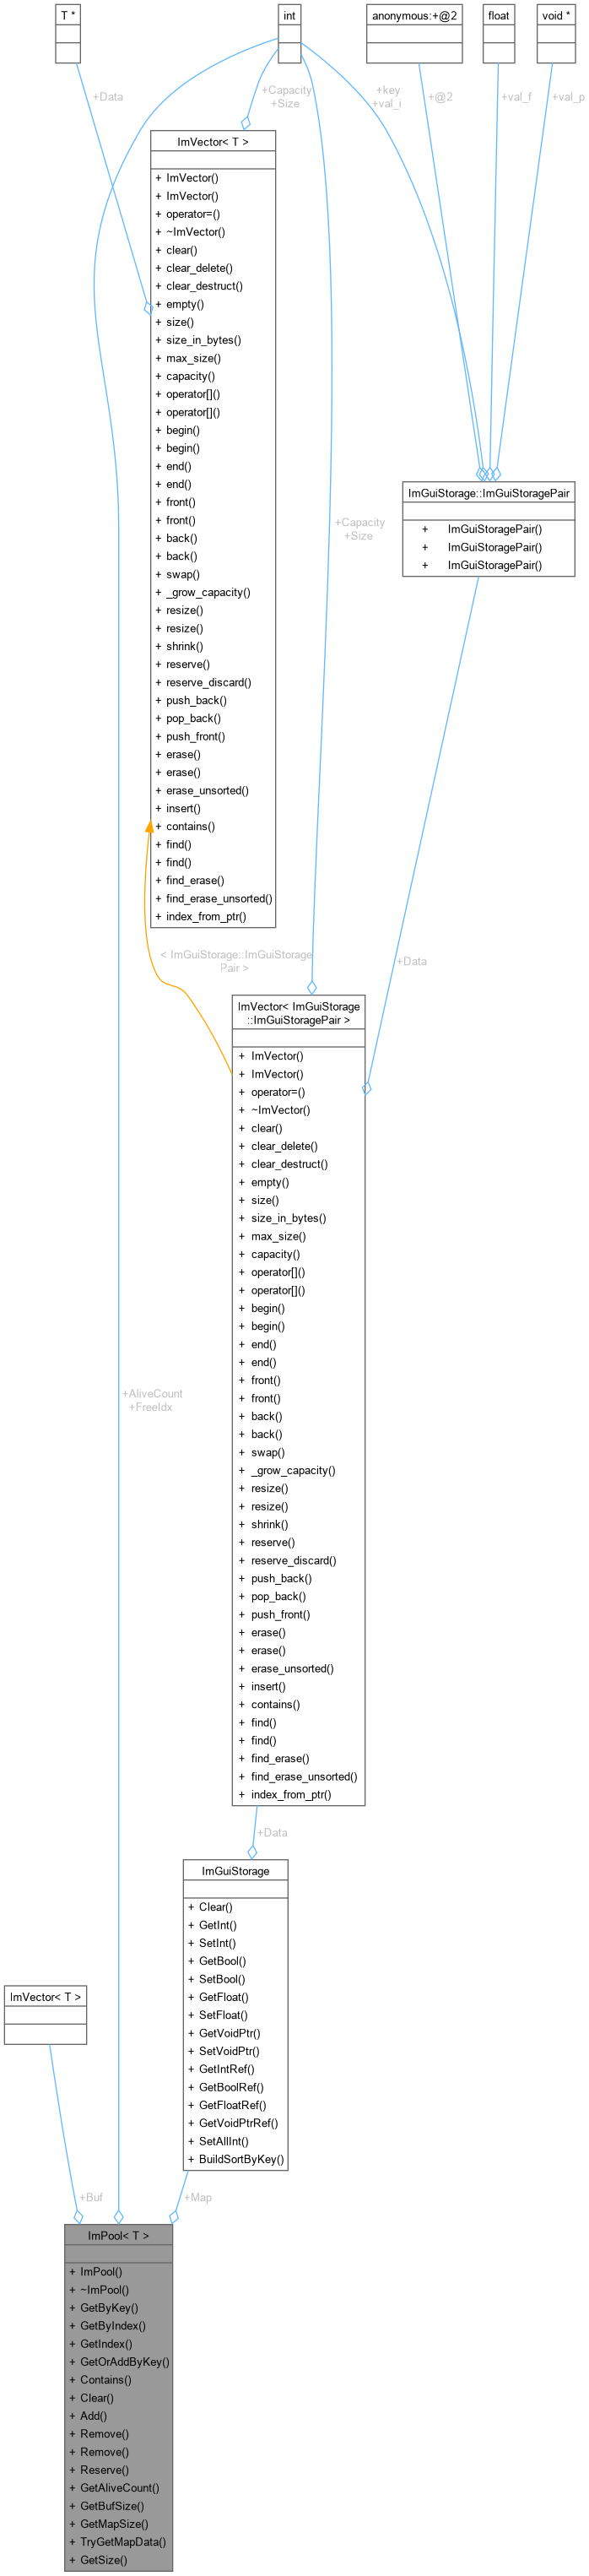 T *
int
anonymous:+@2
float
void *
+Data
+Capacity
+Size
+key
+val_i
+@2
+val_f
+val_p
ImVector< T >
+ ImVector()
+ ImVector()
+ operator=()
+ ~ImVector()
+ clear()
+ clear_delete()
+ clear_destruct()
+ empty()
+ size()
+ size_in_bytes()
+ max_size()
+ capacity()
+ operator[]()
+ operator[]()
+ begin()
+ begin()
+ end()
+ end()
+ front()
+ front()
+ back()
+ back()
+ swap()
+ _grow_capacity()
+ resize()
+ resize()
+ shrink()
+ reserve()
+ reserve_discard()
+ push_back()
+ pop_back()
+ push_front()
+ erase()
+ erase()
+ erase_unsorted()
+ insert()
+ contains()
+ find()
+ find()
+ find_erase()
+ find_erase_unsorted()
+ index_from_ptr()
+Capacity
+Size
ImGuiStorage::ImGuiStoragePair
+ ImGuiStoragePair()
+ ImGuiStoragePair()
+ ImGuiStoragePair()
< ImGuiStorage::ImGuiStorage
Pair >
+Data
ImVector< ImGuiStorage
::ImGuiStoragePair >
+ ImVector()
+ ImVector()
+ operator=()
+ ~ImVector()
+ clear()
+ clear_delete()
+ clear_destruct()
+ empty()
+ size()
+ size_in_bytes()
+ max_size()
+ capacity()
+ operator[]()
+ operator[]()
+ begin()
+ begin()
+ end()
+ end()
+ front()
+ front()
+ back()
+ back()
+ swap()
+ _grow_capacity()
+ resize()
+ resize()
+ shrink()
+ reserve()
+ reserve_discard()
+ push_back()
+ pop_back()
+ push_front()
+ erase()
+ erase()
+ erase_unsorted()
+ insert()
+ contains()
+ find()
+ find()
+ find_erase()
+ find_erase_unsorted()
+ index_from_ptr()
+AliveCount
+FreeIdx
+Data
ImGuiStorage
+ Clear()
+ GetInt()
+ SetInt()
+ GetBool()
+ SetBool()
+ GetFloat()
+ SetFloat()
+ GetVoidPtr()
+ SetVoidPtr()
+ GetIntRef()
+ GetBoolRef()
+ GetFloatRef()
+ GetVoidPtrRef()
+ SetAllInt()
+ BuildSortByKey()
ImVector< T >
+Buf
+Map
ImPool< T >
+ ImPool()
+ ~ImPool()
+ GetByKey()
+ GetByIndex()
+ GetIndex()
+ GetOrAddByKey()
+ Contains()
+ Clear()
+ Add()
+ Remove()
+ Remove()
+ Reserve()
+ GetAliveCount()
+ GetBufSize()
+ GetMapSize()
+ TryGetMapData()
+ GetSize()